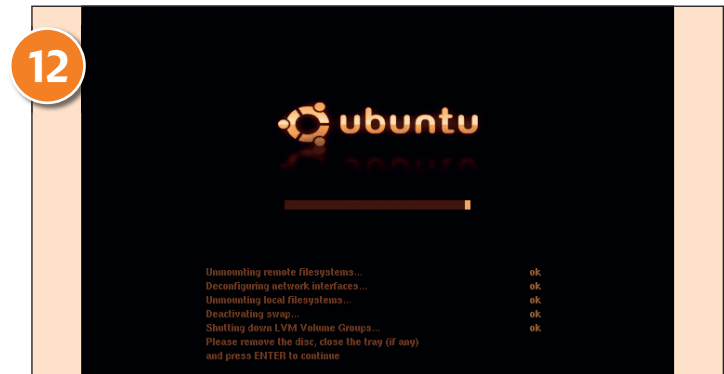 12
ubuntu
Unmounting remote filesystems... ok
Deconfiguring network interfaces... ok
Unmounting local filesystems... ok
Deactivating swap... ok
Shutting down LVM Volume Groups... ok
Please remove the disc, close the tray (if any)
and press ENTER to continue